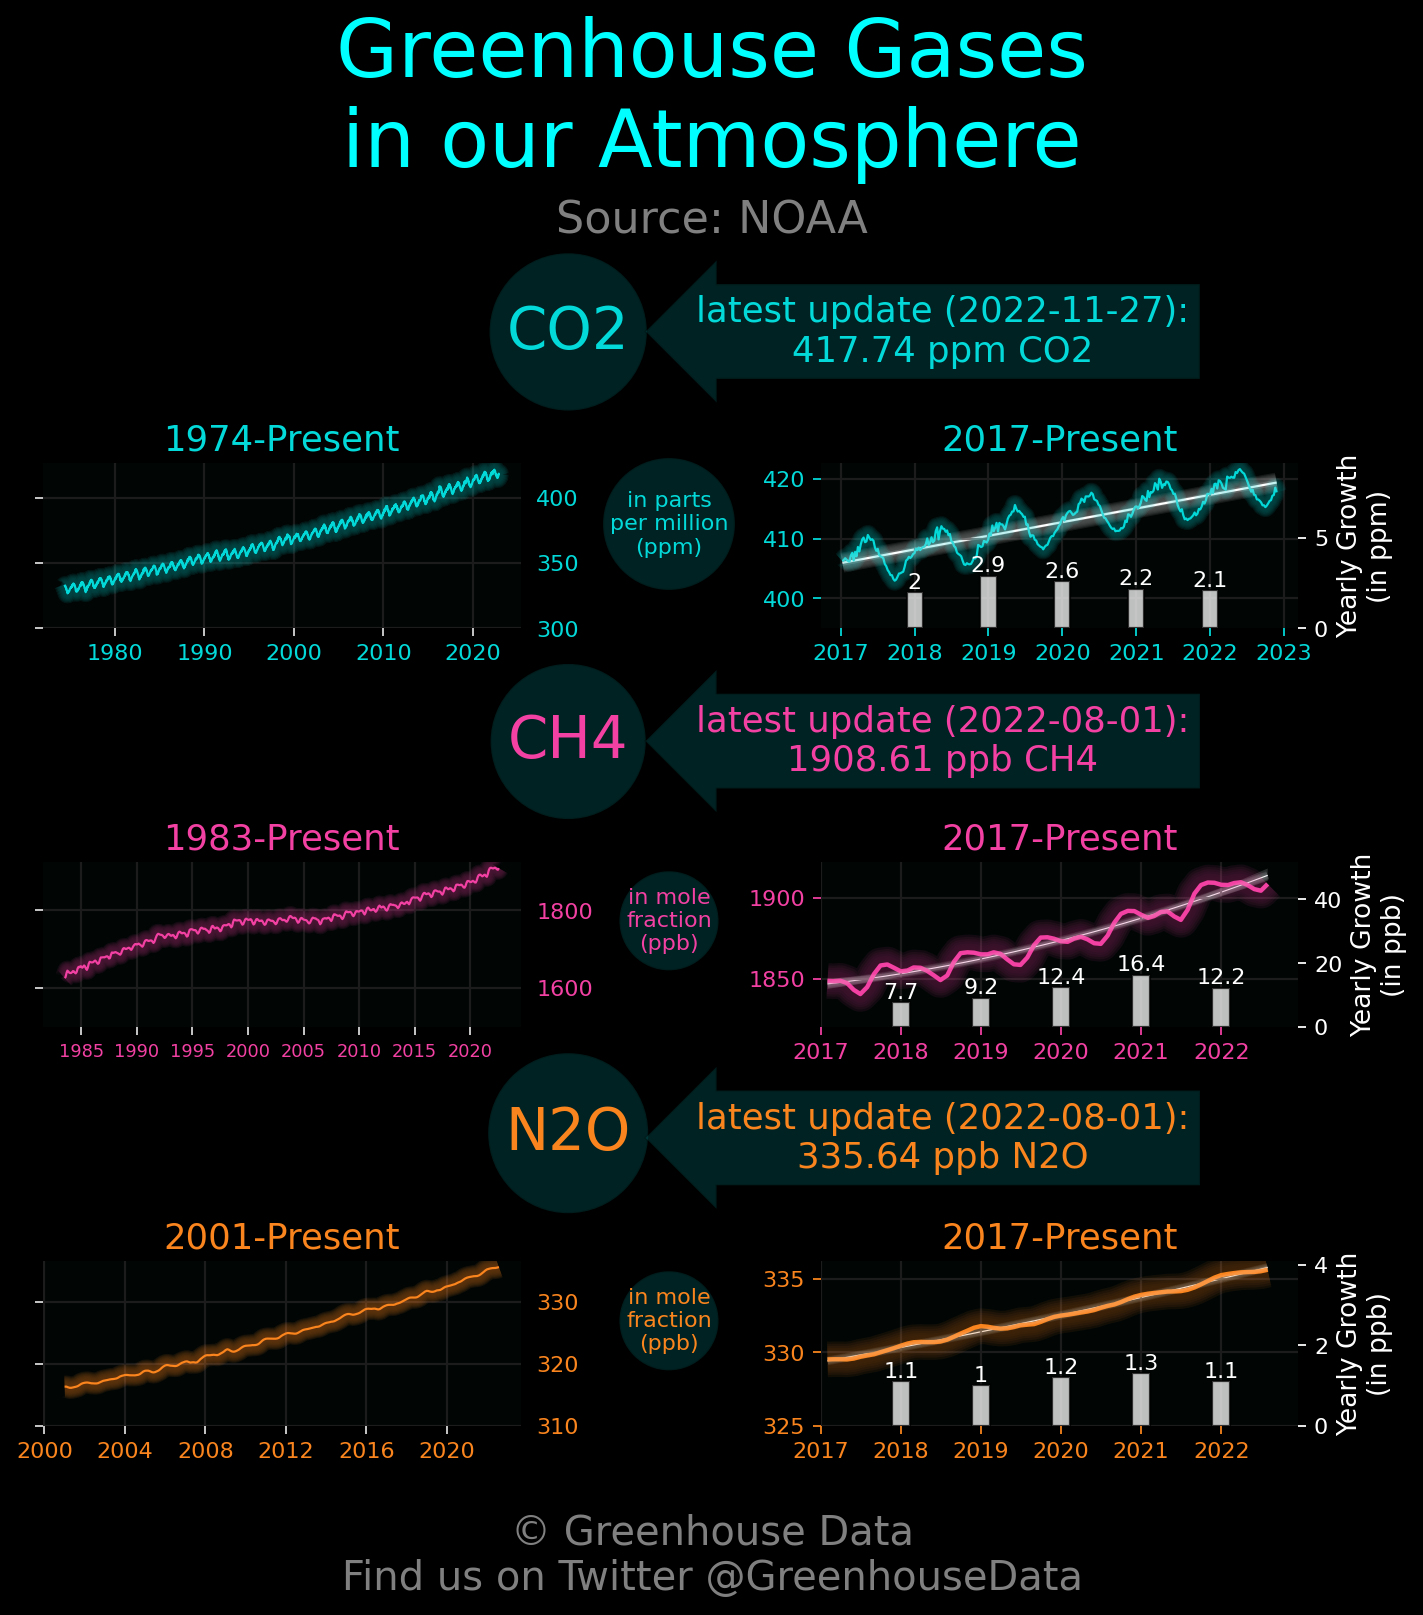 Greenhouse Gases
in our Atmosphere
Source: NOAA
CO2
latest update (2022-11-27):
417.74 ppm CO2
1974-Present
400
350
300
1980 1990 2000 2010 2020
in parts
per million
(ppm)
2017-Present
420
410
400
2 2.9 2.6 2.2 2.1
5
0
Yearly Growth
(in ppm)
2017 2018 2019 2020 2021 2022 2023
CH4
latest update (2022-08-01):
1908.61 ppb CH4
1983-Present
1800
1600
1985 1990 1995 2000 2005 2010 2015 2020
in mole
fraction
(ppb)
2017-Present
1900
1850
7.7 9.2 12.4 16.4 12.2
40
20
0
Yearly Growth
(in ppb)
2017 2018 2019 2020 2021 2022
N2O
latest update (2022-08-01):
335.64 ppb N2O
2001-Present
330
320
310
2000 2004 2008 2012 2016 2020
in mole
fraction
(ppb)
2017-Present
335
330
325
1.1 1 1.2 1.3 1.1
4
2
0
Yearly Growth
(in ppb)
2017 2018 2019 2020 2021 2022
© Greenhouse Data
Find us on Twitter @GreenhouseData